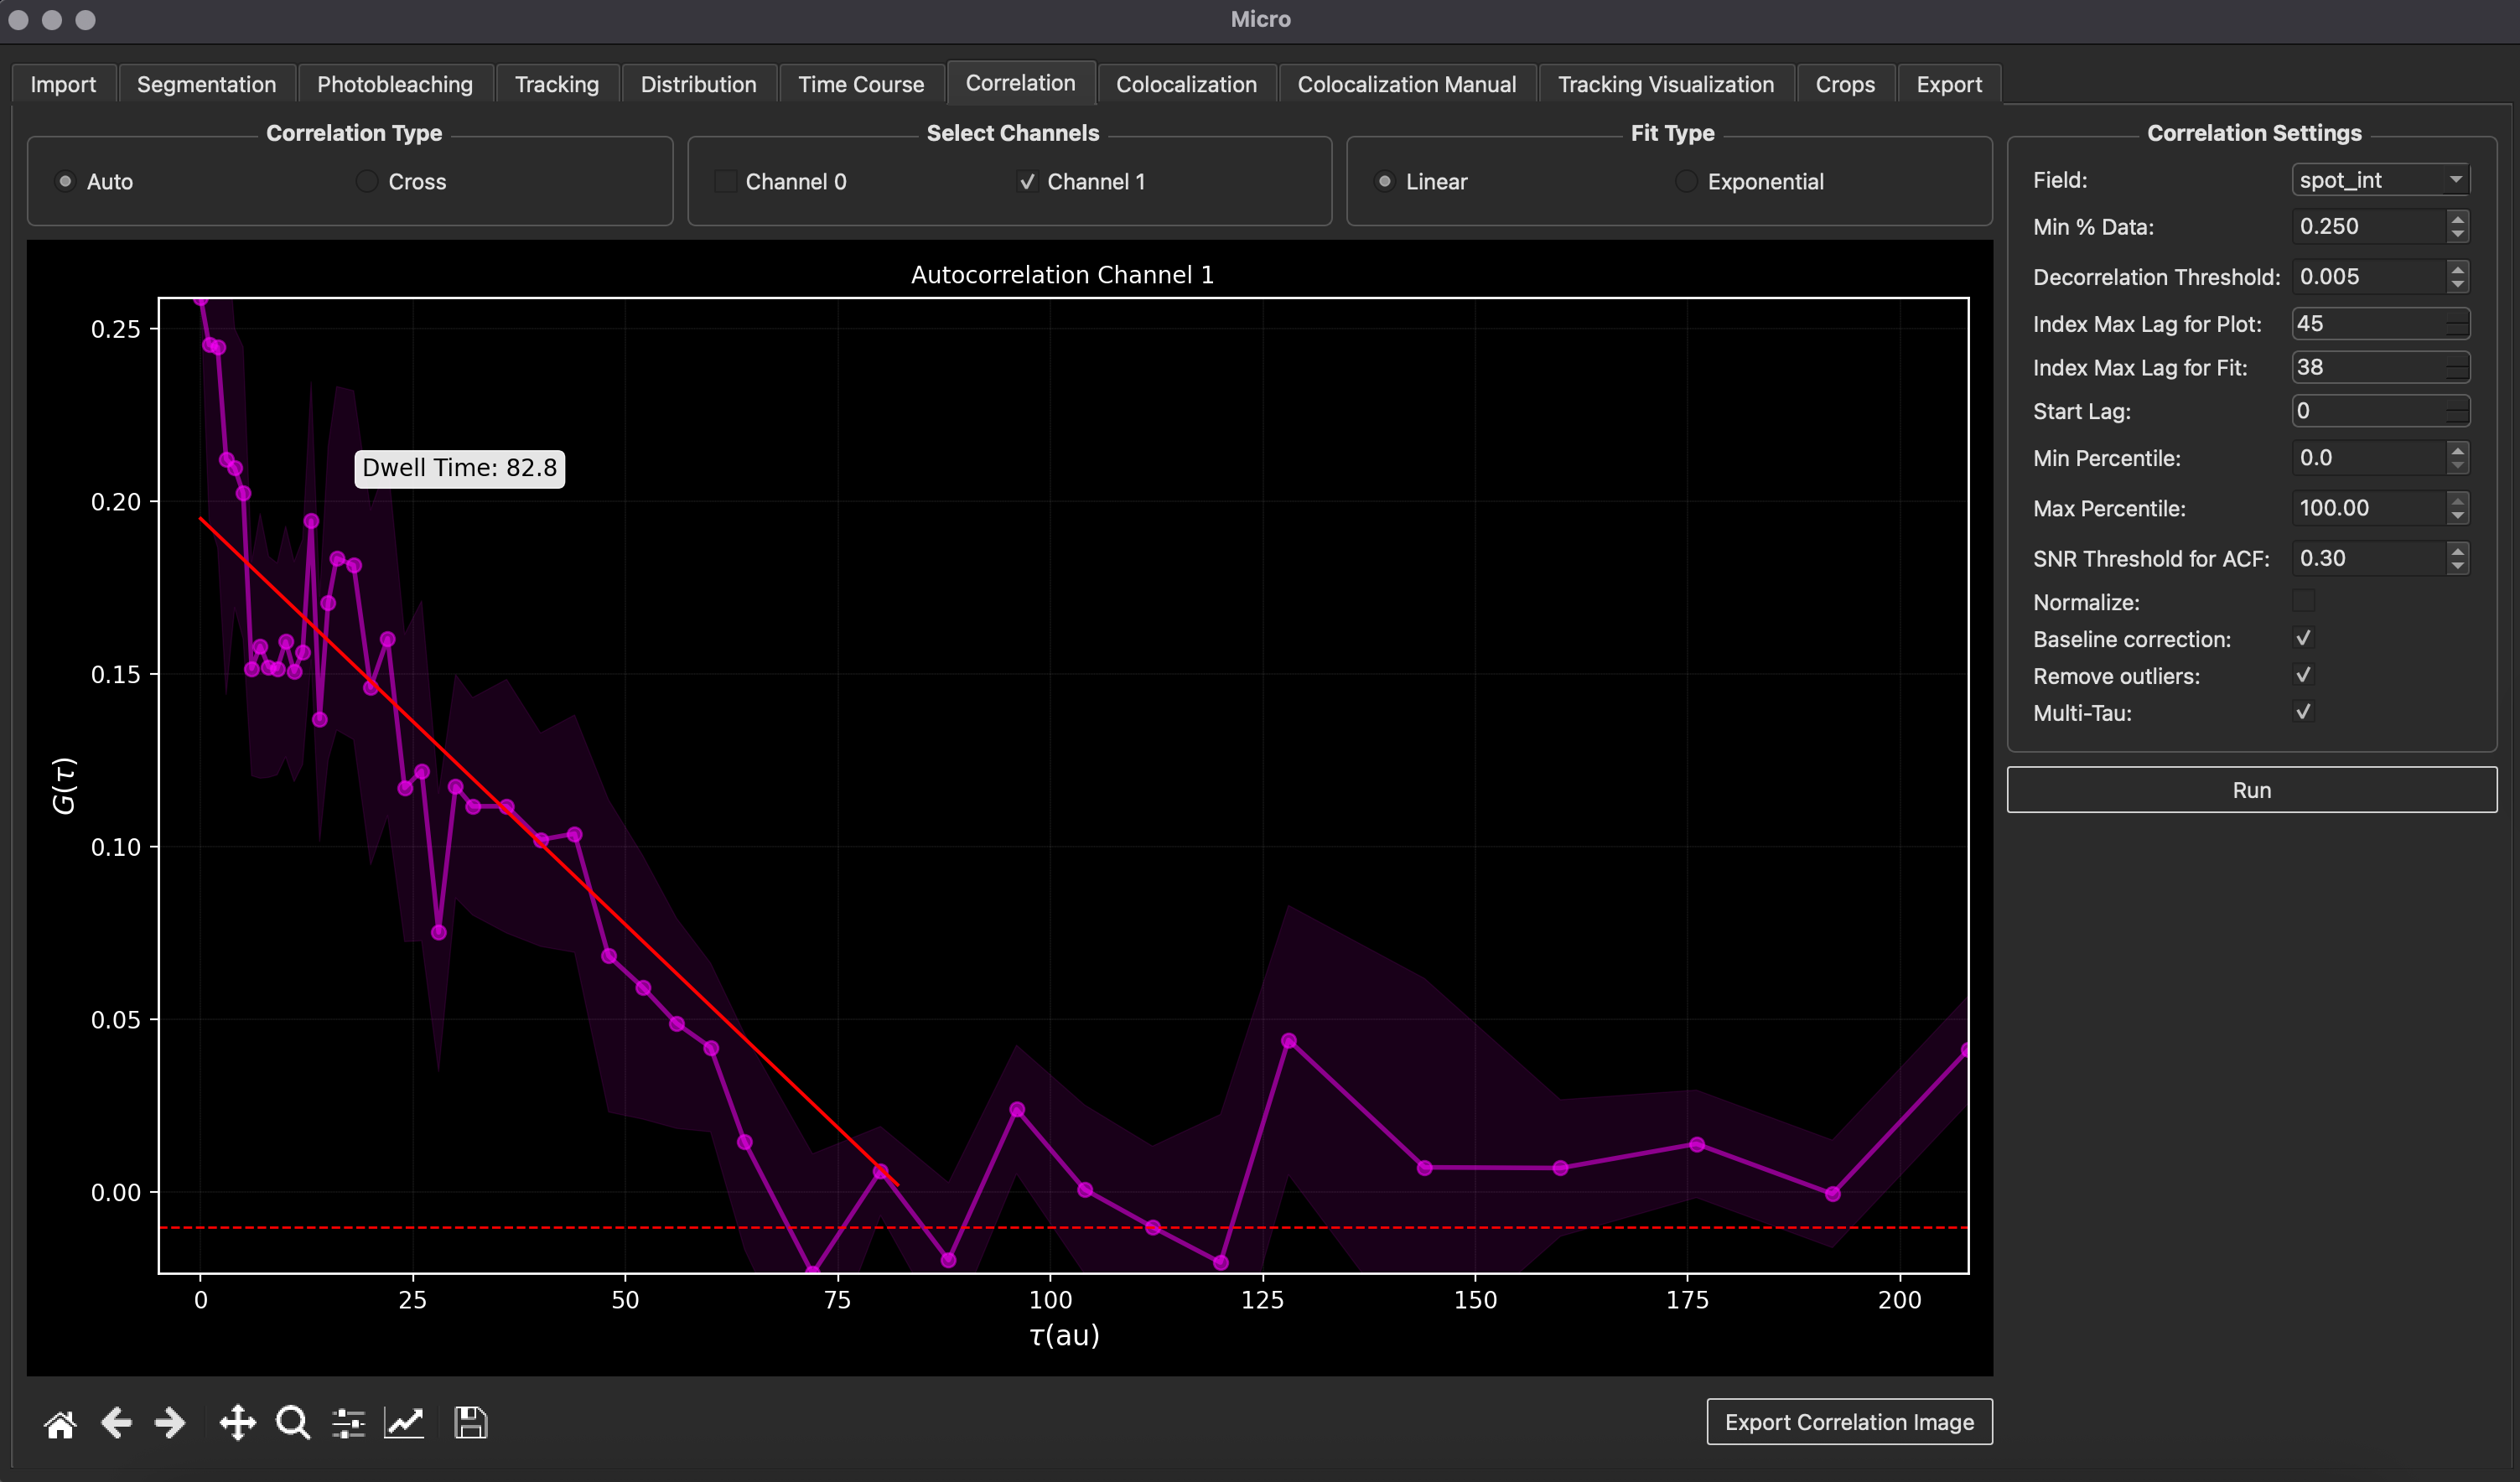 Micro
Import Segmentation Photobleaching Tracking Distribution Time Course Correlation Colocalization Colocalization Manual Tracking Visualization Crops Export
Correlation Type
Auto Cross
Select Channels
Channel 0 Channel 1
Fit Type
Linear Exponential
Autocorrelation Channel 1
0.25
0.20
0.15
0.10
0.05
0.00
G(τ)
Dwell Time: 82.8
0 25 50 75 100 125 150 175 200
τ(au)
Export Correlation Image
Correlation Settings
Field: spot_int
Min % Data: 0.250
Decorrelation Threshold: 0.005
Index Max Lag for Plot: 45
Index Max Lag for Fit: 38
Start Lag: 0
Min Percentile: 0.0
Max Percentile: 100.00
SNR Threshold for ACF: 0.30
Normalize:
Baseline correction:
Remove outliers:
Multi-Tau:
Run